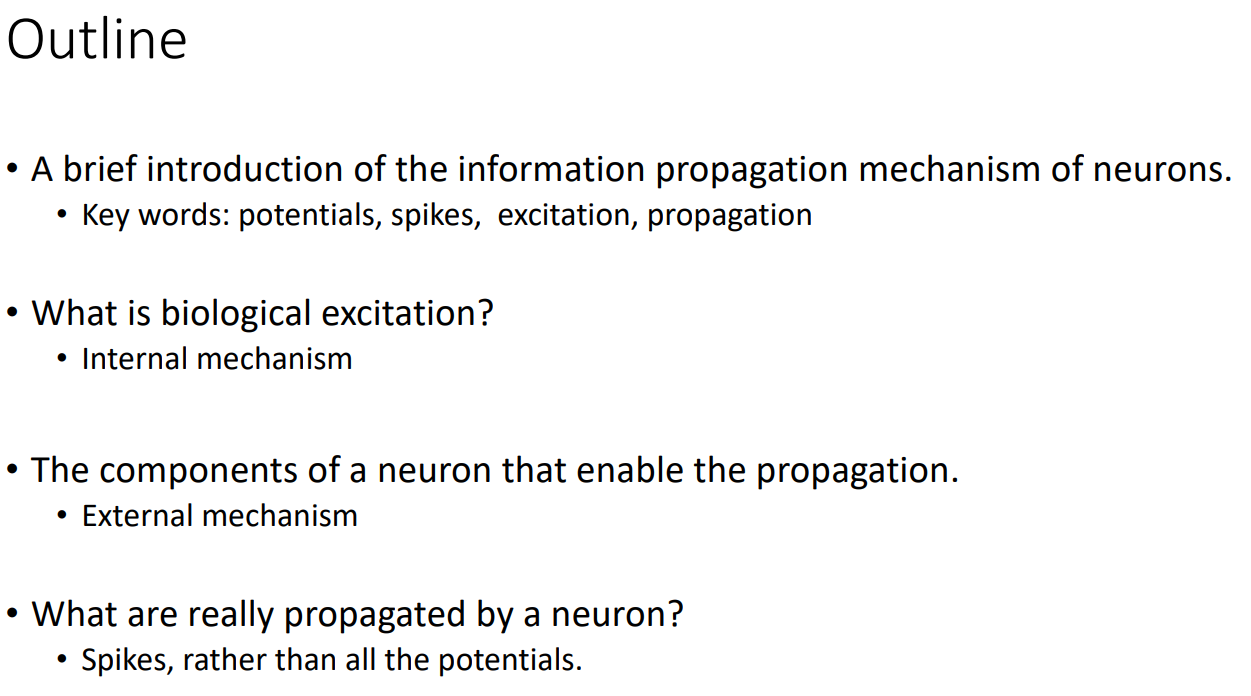 Outline
• A brief introduction of the information propagation mechanism of neurons.
• Key words: potentials, spikes,  excitation, propagation
• What is biological excitation?
• Internal mechanism
• The components of a neuron that enable the propagation.
• External mechanism
• What are really propagated by a neuron?
• Spikes, rather than all the potentials.